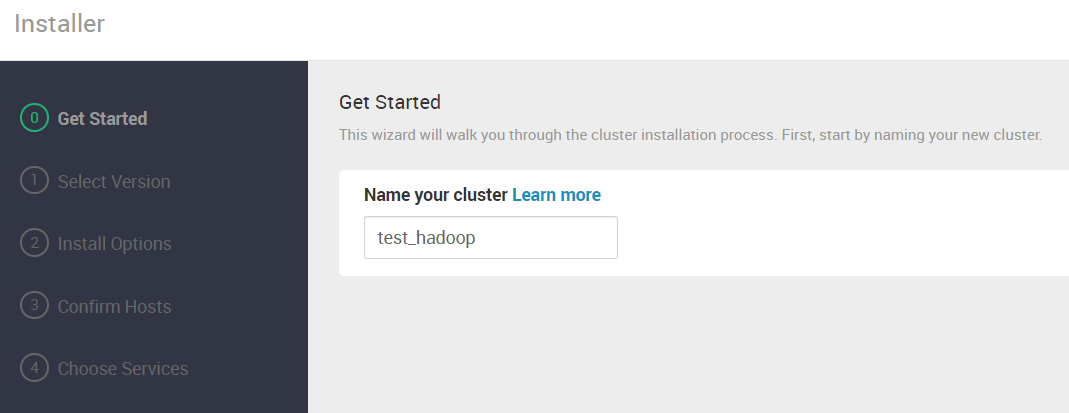 Installer
0 Get Started
1 Select Version
2 Install Options
3 Confirm Hosts
4 Choose Services
Get Started
This wizard will walk you through the cluster installation process. First, start by naming your new cluster.
Name your cluster Learn more
test_hadoop